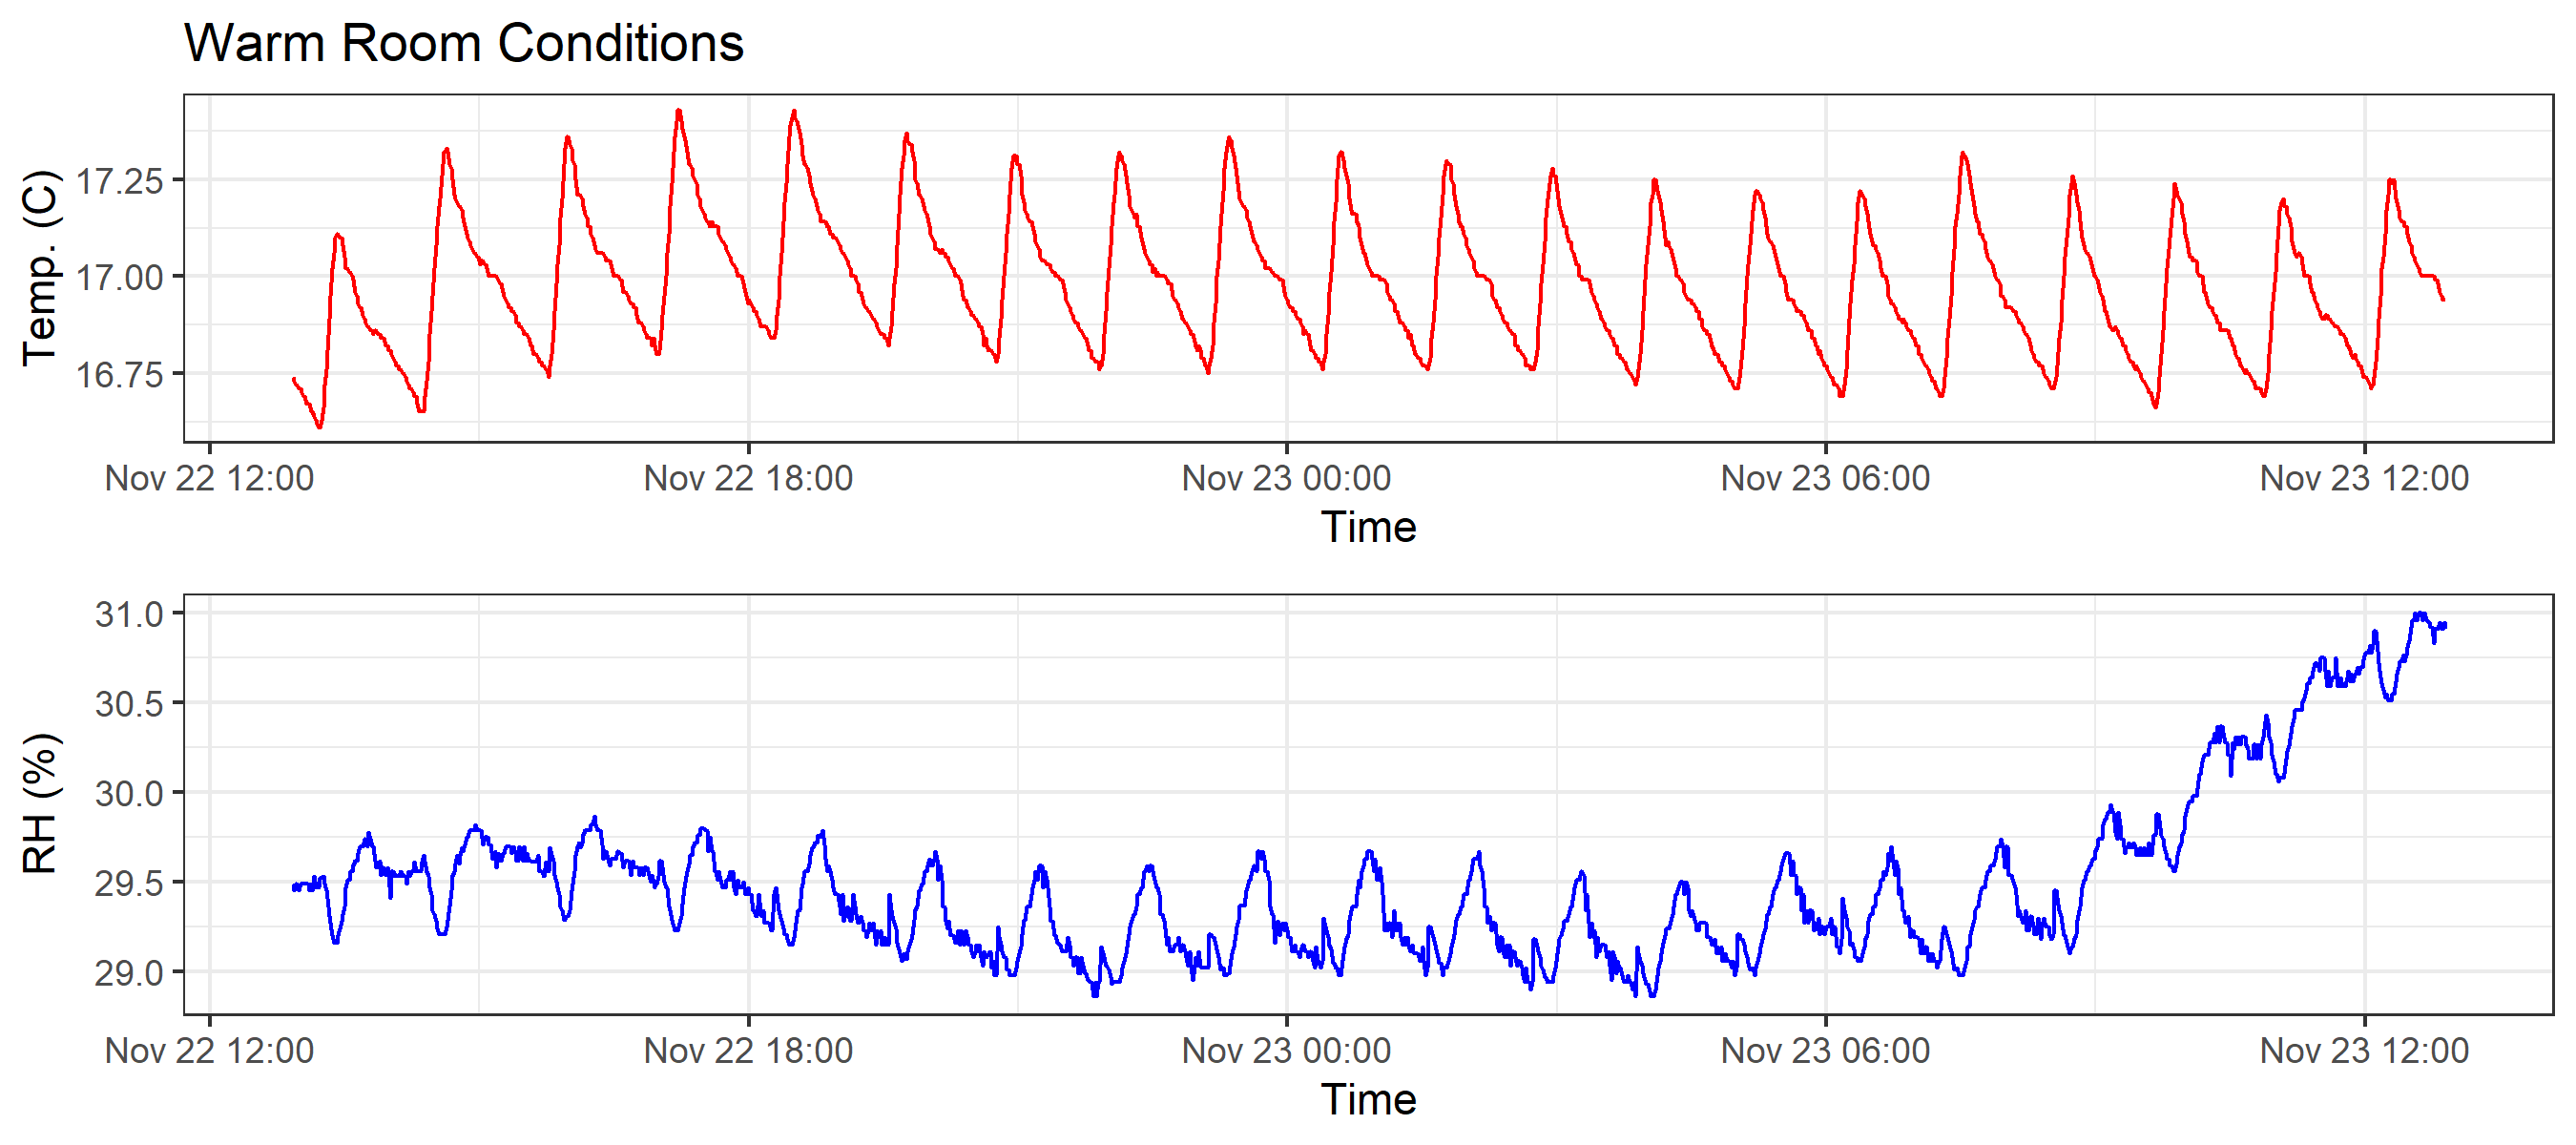 Warm Room Conditions
Temp. (C)
17.25
17.00
16.75
Nov 22 12:00 Nov 22 18:00 Nov 23 00:00 Nov 23 06:00 Nov 23 12:00
Time
RH (%)
31.0
30.5
30.0
29.5
29.0
Nov 22 12:00 Nov 22 18:00 Nov 23 00:00 Nov 23 06:00 Nov 23 12:00
Time